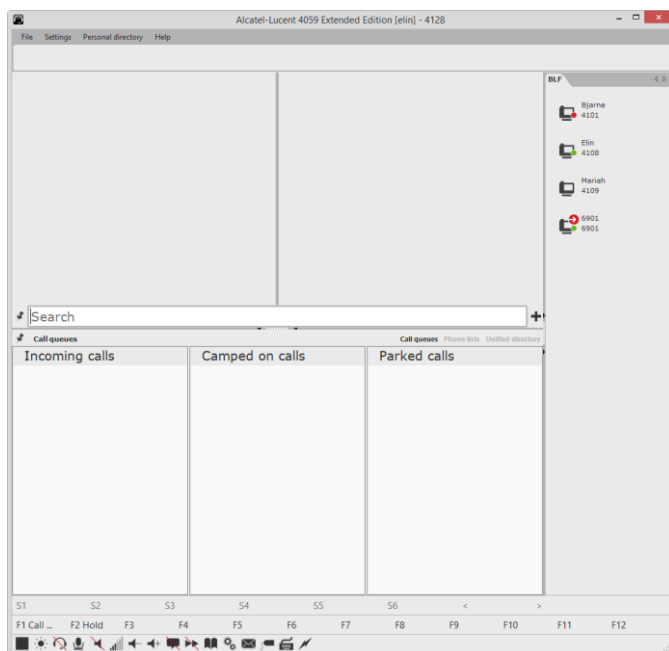 Alcatel-Lucent 4059 Extended Edition [elin] - 4128
File Settings Personal directory Help
BLF
Bjarne
4101
Elin
4108
Mariah
4109
6901
6901
Search
Call queues
Call queues Phone lists Unified directory
Incoming calls Camped on calls Parked calls
S1 S2 S3 S4 S5 S6 < >
F1 Call ... F2 Hold F3 F4 F5 F6 F7 F8 F9 F10 F11 F12